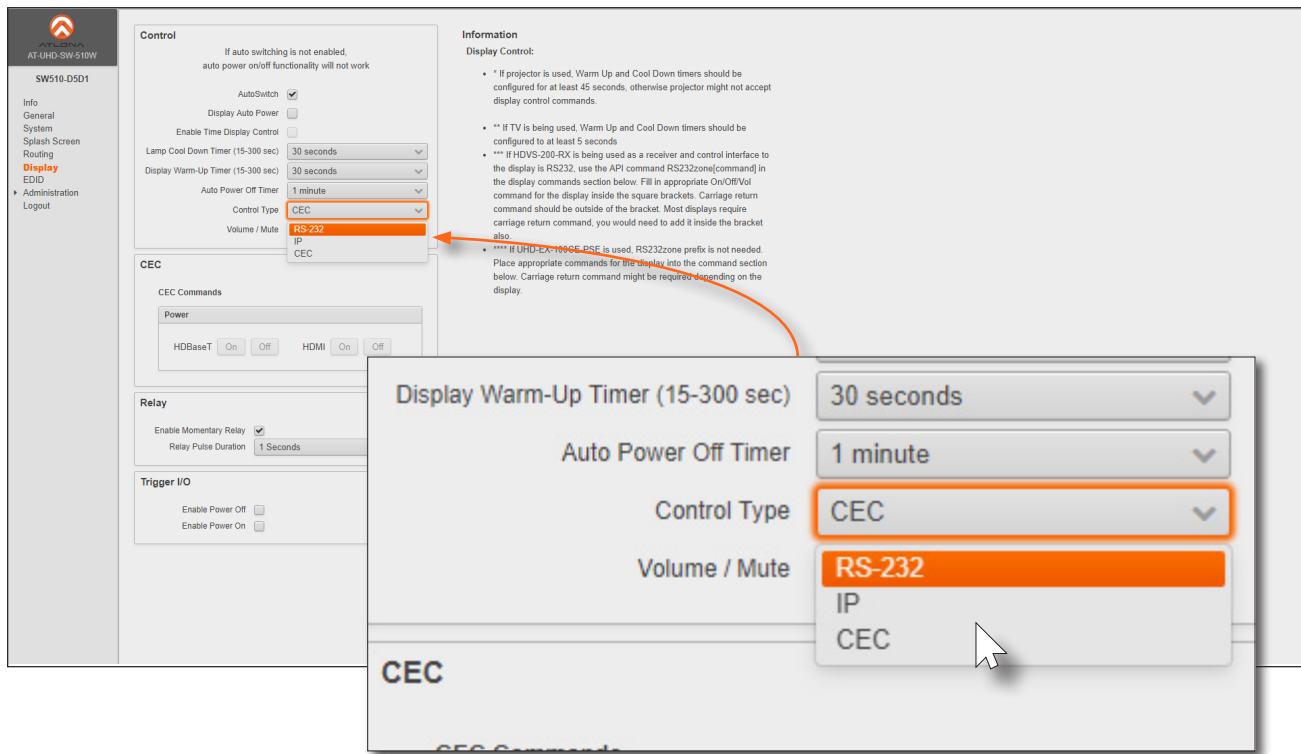 ATLONA
AT-UHD-SW-510W
SW510-D5D1
Info
General
System
Splash Screen
Routing
Display
EDID
Administration
Logout
Control
If auto switching is not enabled,
auto power on/off functionality will not work
AutoSwitch
Display Auto Power
Enable Time Display Control
Lamp Cool Down Timer (15-300 sec) 30 seconds
Display Warm-Up Timer (15-300 sec) 30 seconds
Auto Power Off Timer 1 minute
Control Type CEC
Volume / Mute RS-232
IP
CEC
CEC
CEC Commands
Power
HDBaseT On Off HDMI On Off
Relay
Enable Momentary Relay
Relay Pulse Duration 1 Seconds
Trigger I/O
Enable Power Off
Enable Power On
Information
Display Control:
• * If projector is used, Warm Up and Cool Down timers should be
configured for at least 45 seconds, otherwise projector might not accept
display control commands.
• ** If TV is being used, Warm Up and Cool Down timers should be
configured to at least 5 seconds
• *** If HDVS-200-RX is being used as a receiver and control interface to
the display is RS232, use the API command RS232zone[command] in
the display commands section below. Fill in appropriate On/Off/Vol
command for the display inside the square brackets. Carriage return
command should be outside of the bracket. Most displays require
carriage return command, you would need to add it inside the bracket
also.
• **** If UHD-EX-100CE-PSE is used, RS232zone prefix is not needed.
Place appropriate commands for the display into the command section
below. Carriage return command might be required depending on the
display.
Display Warm-Up Timer (15-300 sec) 30 seconds
Auto Power Off Timer 1 minute
Control Type CEC
Volume / Mute RS-232
IP
CEC
CEC
CEC Commands